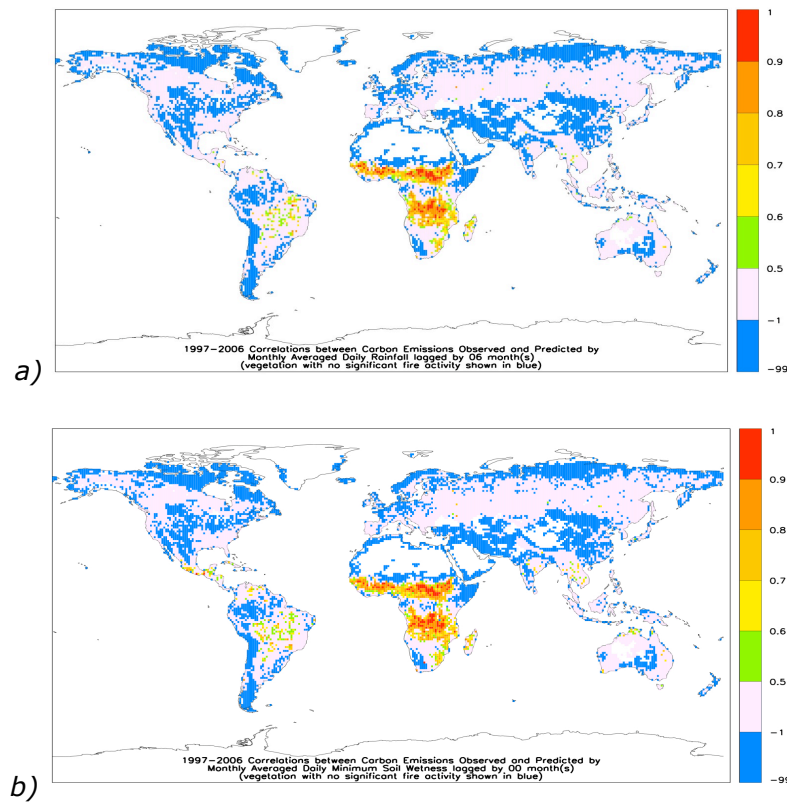 1
0.9
0.8
0.7
0.6
0.5
-1
-99
1997-2006 Correlations between Carbon Emissions Observed and Predicted by
Monthly Averaged Daily Rainfall lagged by 06 month(s)
(vegetation with no significant fire activity shown in blue)
a)
1
0.9
0.8
0.7
0.6
0.5
-1
-99
1997-2006 Correlations between Carbon Emissions Observed and Predicted by
Monthly Averaged Daily Minimum Soil Wetness lagged by 00 month(s)
(vegetation with no significant fire activity shown in blue)
b)